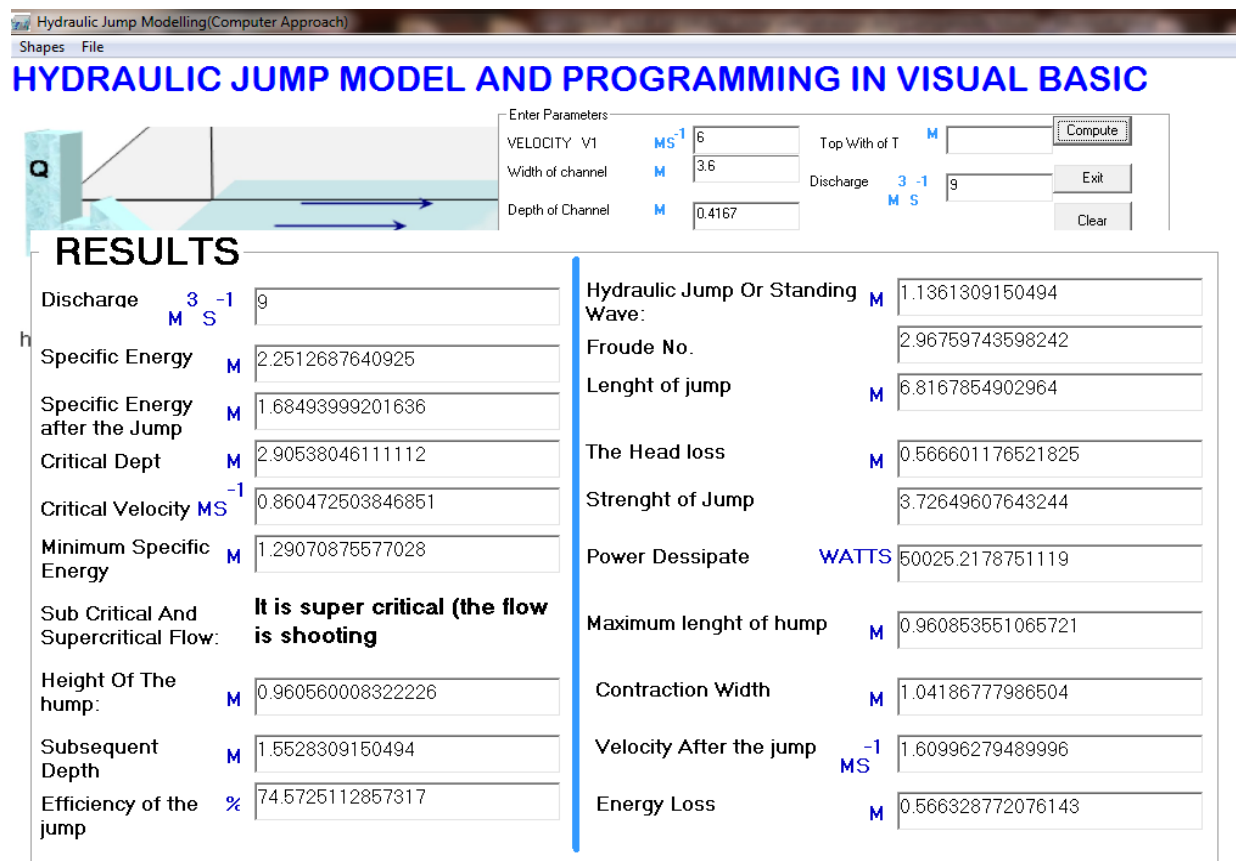 Hydraulic Jump Modelling(Computer Approach)
Shapes File
HYDRAULIC JUMP MODEL AND PROGRAMMING IN VISUAL BASIC
Q
Enter Parameters
VELOCITY V1 MS-1 6
Top With of T M
Compute
Width of channel M 3.6
Discharge 3 -1
M S
9
Exit
Depth of Channel M 0.4167
Clear
RESULTS
Discharge 3 -1
M S
9
h
Specific Energy M 2.2512687640925
Specific Energy
after the Jump M 1.68493999201636
Critical Dept M 2.90538046111112
Critical Velocity MS-1 0.860472503846851
Minimum Specific
Energy M 1.29070875577028
Sub Critical And
Supercritical Flow:
It is super critical (the flow
is shooting
Height Of The
hump: M 0.960560008322226
Subsequent
Depth M 1.5528309150494
Efficiency of the
jump % 74.5725112857317
Hydraulic Jump Or Standing
Wave: M 1.1361309150494
Froude No. 2.96759743598242
Lenght of jump M 6.8167854902964
The Head loss M 0.566601176521825
Strenght of Jump 3.72649607643244
Power Dessipate WATTS 50025.2178751119
Maximum lenght of hump M 0.960853551065721
Contraction Width M 1.04186777986504
Velocity After the jump -1
MS
1.60996279489996
Energy Loss M 0.566328772076143